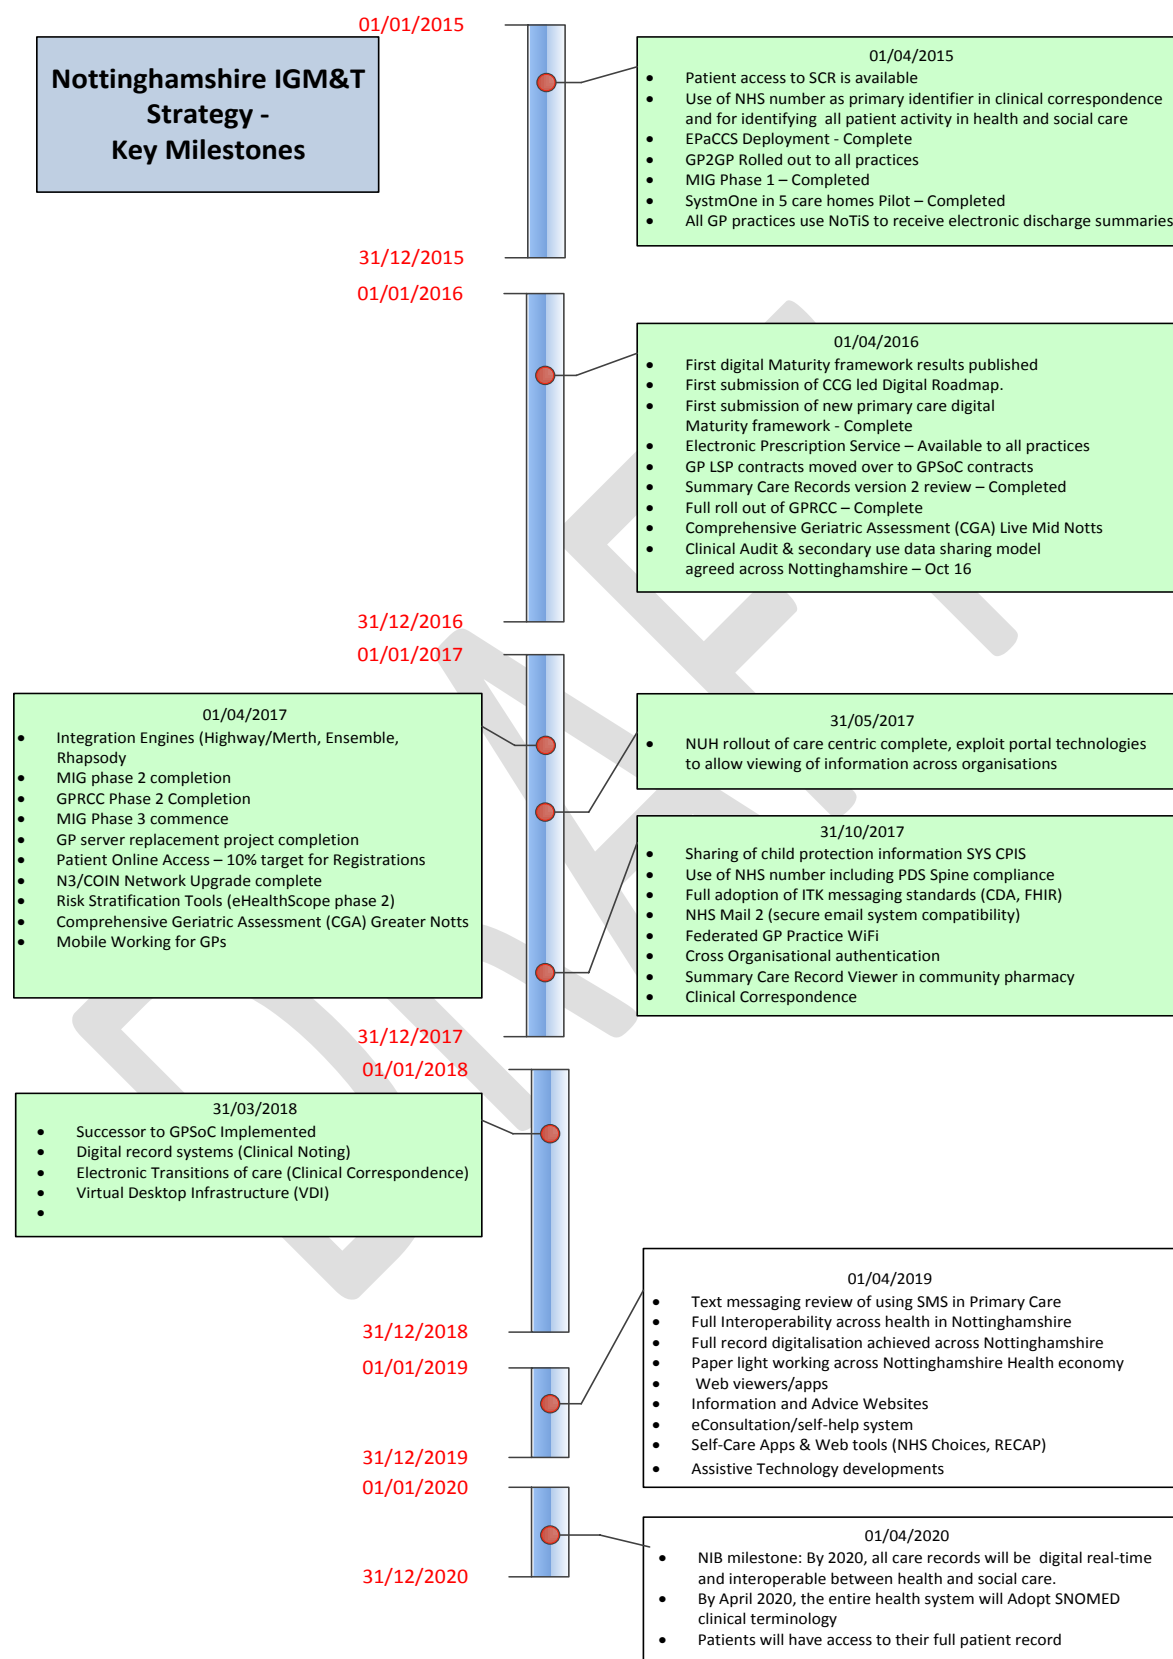 01/01/2015
Nottinghamshire IGM&T
Strategy -
Key Milestones
01/04/2015
• Patient access to SCR is available
• Use of NHS number as primary identifier in clinical correspondence
and for identifying all patient activity in health and social care
• EPaCCS Deployment - Complete
• GP2GP Rolled out to all practices
• MIG Phase 1 – Completed
• SystmOne in 5 care homes Pilot – Completed
• All GP practices use NoTiS to receive electronic discharge summaries
31/12/2015
01/01/2016
01/04/2016
• First digital Maturity framework results published
• First submission of CCG led Digital Roadmap.
• First submission of new primary care digital
Maturity framework - Complete
• Electronic Prescription Service – Available to all practices
• GP LSP contracts moved over to GPSoC contracts
• Summary Care Records version 2 review – Completed
• Full roll out of GPRCC – Complete
• Comprehensive Geriatric Assessment (CGA) Live Mid Notts
• Clinical Audit & secondary use data sharing model
agreed across Nottinghamshire – Oct 16
31/12/2016
01/01/2017
01/04/2017
• Integration Engines (Highway/Merth, Ensemble,
Rhapsody
• MIG phase 2 completion
• GPRCC Phase 2 Completion
• MIG Phase 3 commence
• GP server replacement project completion
• Patient Online Access – 10% target for Registrations
• N3/COIN Network Upgrade complete
• Risk Stratification Tools (eHealthScope phase 2)
• Comprehensive Geriatric Assessment (CGA) Greater Notts
• Mobile Working for GPs
31/05/2017
• NUH rollout of care centric complete, exploit portal technologies
to allow viewing of information across organisations
31/10/2017
• Sharing of child protection information SYS CPIS
• Use of NHS number including PDS Spine compliance
• Full adoption of ITK messaging standards (CDA, FHIR)
• NHS Mail 2 (secure email system compatibility)
• Federated GP Practice WiFi
• Cross Organisational authentication
• Summary Care Record Viewer in community pharmacy
• Clinical Correspondence
31/12/2017
01/01/2018
31/03/2018
• Successor to GPSoC Implemented
• Digital record systems (Clinical Noting)
• Electronic Transitions of care (Clinical Correspondence)
• Virtual Desktop Infrastructure (VDI)
•
31/12/2018
01/01/2019
01/04/2019
• Text messaging review of using SMS in Primary Care
• Full Interoperability across health in Nottinghamshire
• Full record digitalisation achieved across Nottinghamshire
• Paper light working across Nottinghamshire Health economy
• Web viewers/apps
• Information and Advice Websites
• eConsultation/self-help system
• Self-Care Apps & Web tools (NHS Choices, RECAP)
• Assistive Technology developments
31/12/2019
01/01/2020
01/04/2020
• NIB milestone: By 2020, all care records will be digital real-time
and interoperable between health and social care.
• By April 2020, the entire health system will Adopt SNOMED
clinical terminology
• Patients will have access to their full patient record
31/12/2020
DRAFT